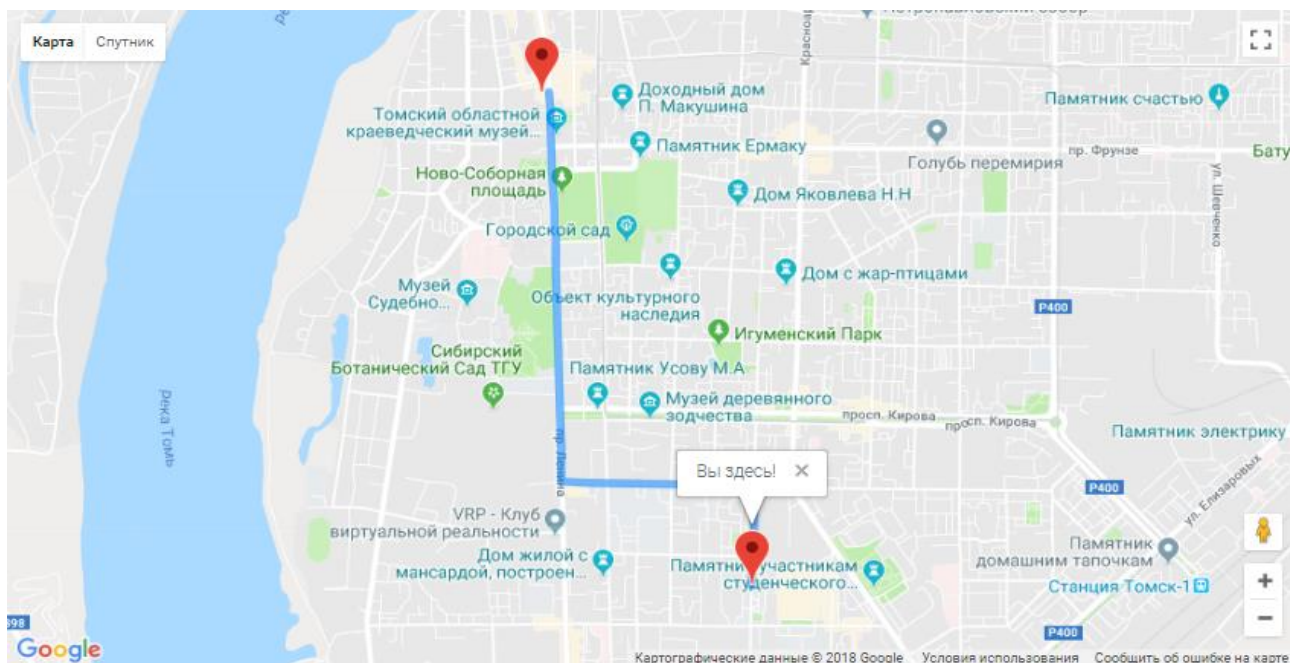 Карта Спутник
Петропавловский собор
Красноар
Доходный дом
П. Макушина
Памятник счастью
Томский областной
краеведческий музей...
Памятник Ермаку
Голубь перемирия
пр. Фрунзе
Бату
Ново-Соборная
площадь
Дом Яковлева Н.Н
ул. Шевченко
Городской сад
Музей
Судебно...
Объект культурного
наследия
Дом с жар-птицами
P400
Игуменский Парк
Сибирский
Ботанический Сад ТГУ
Памятник Усову М.А
Музей деревянного
зодчества
просп. Кирова
просп. Кирова
река Томь
пр. Ленина
Памятник электрику
Вы здесь! ×
P400
ул. Елизаровых
VRP - Клуб
виртуальной реальности
Дом жилой с
мансардой, построен...
Памятник участникам
студенческого...
Памятник
домашним тапочкам
Станция Томск-1
+
−
P400
398
Google
Картографические данные © 2018 Google Условия использования Сообщить об ошибке на карте